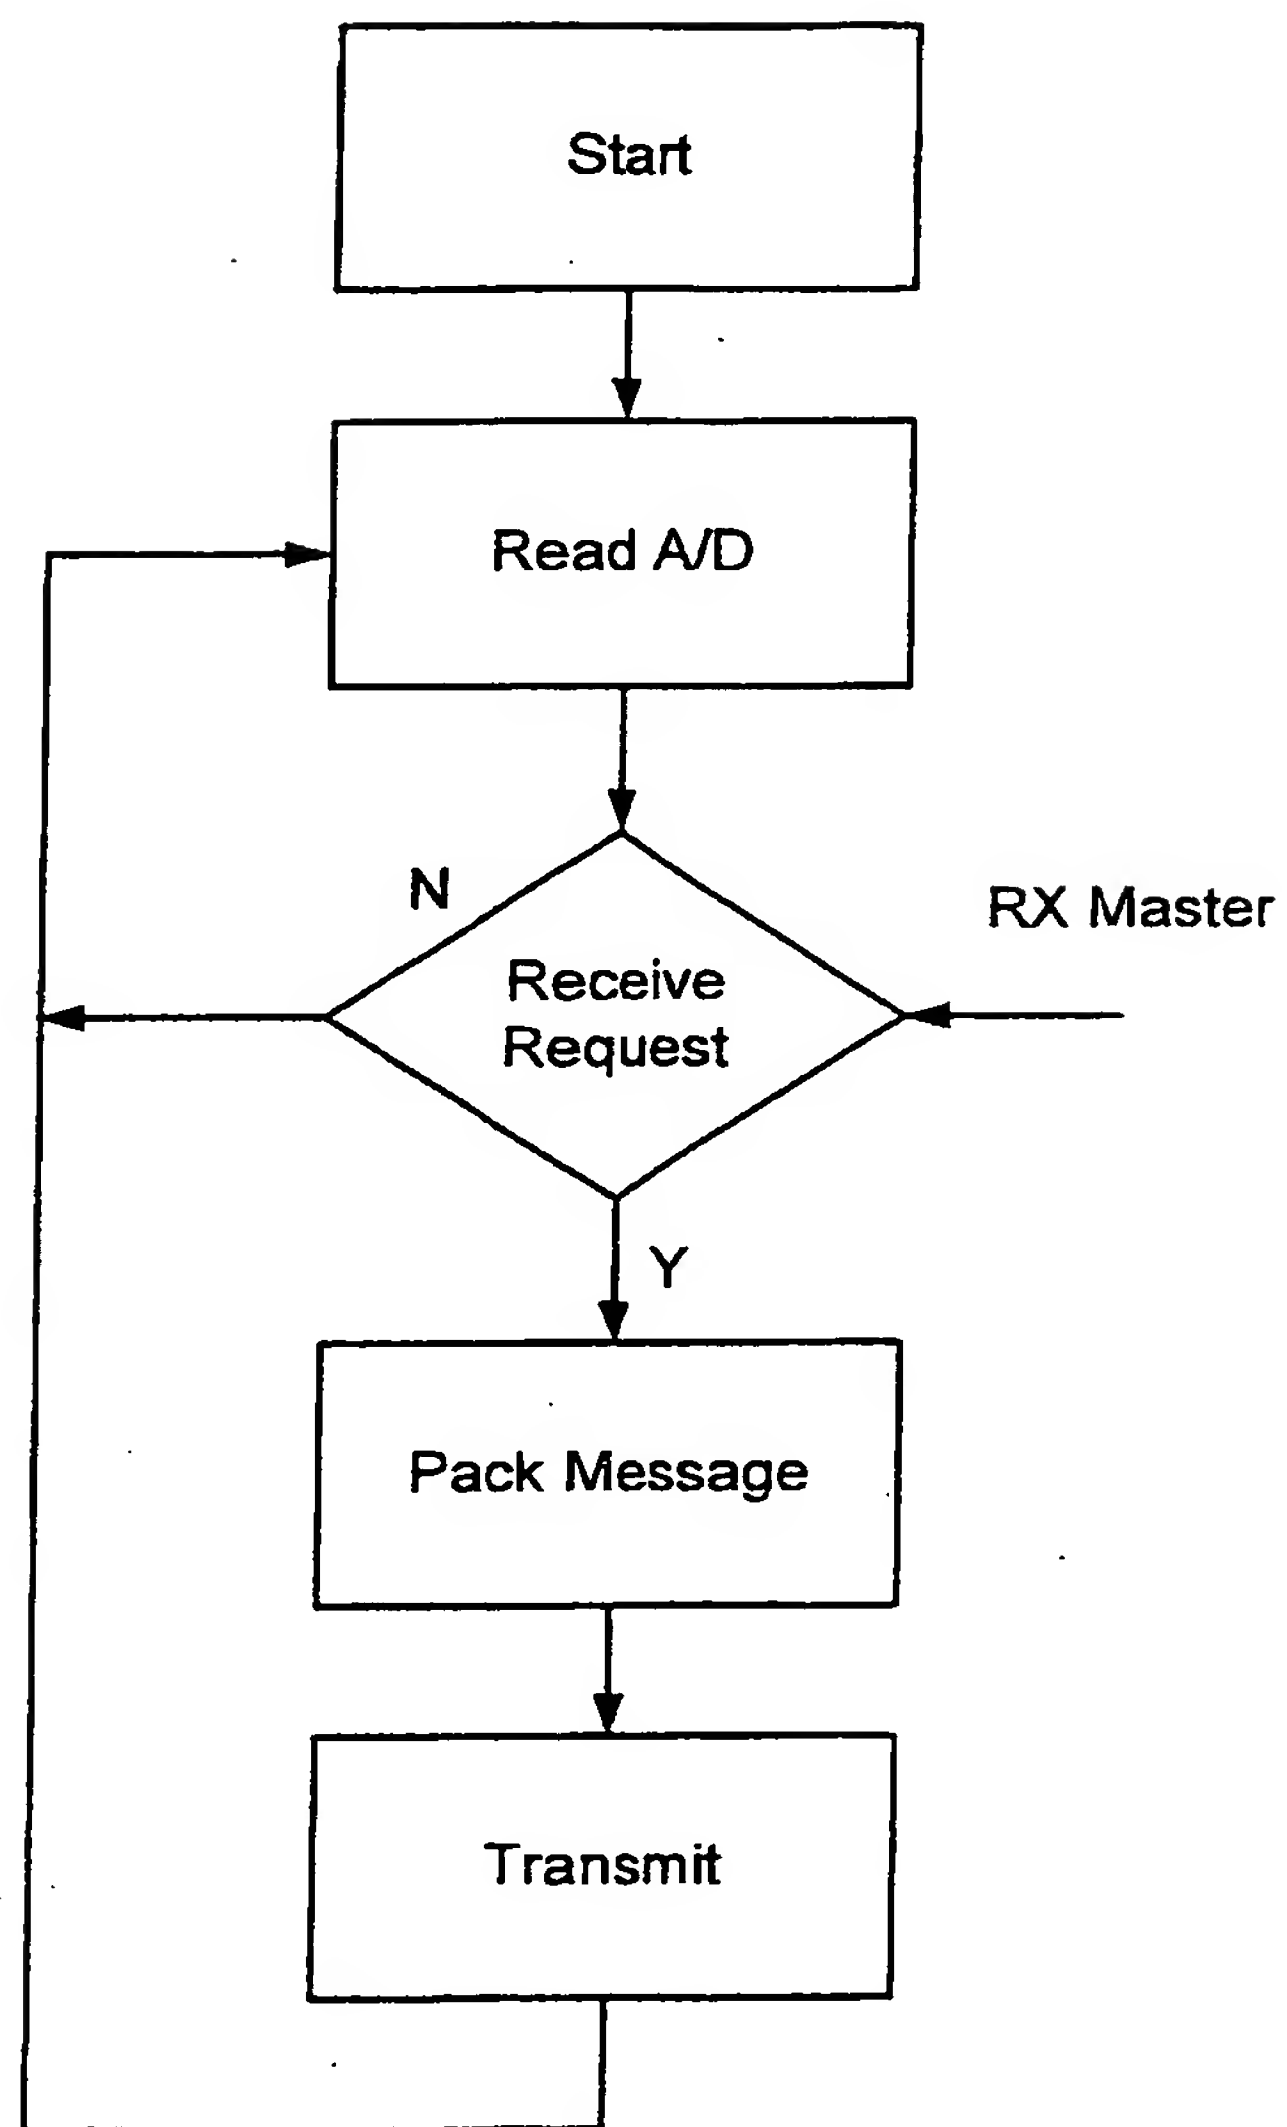 Start
Read A/D
N
RX Master
Receive
Request
Y
Pack Message
Transmit